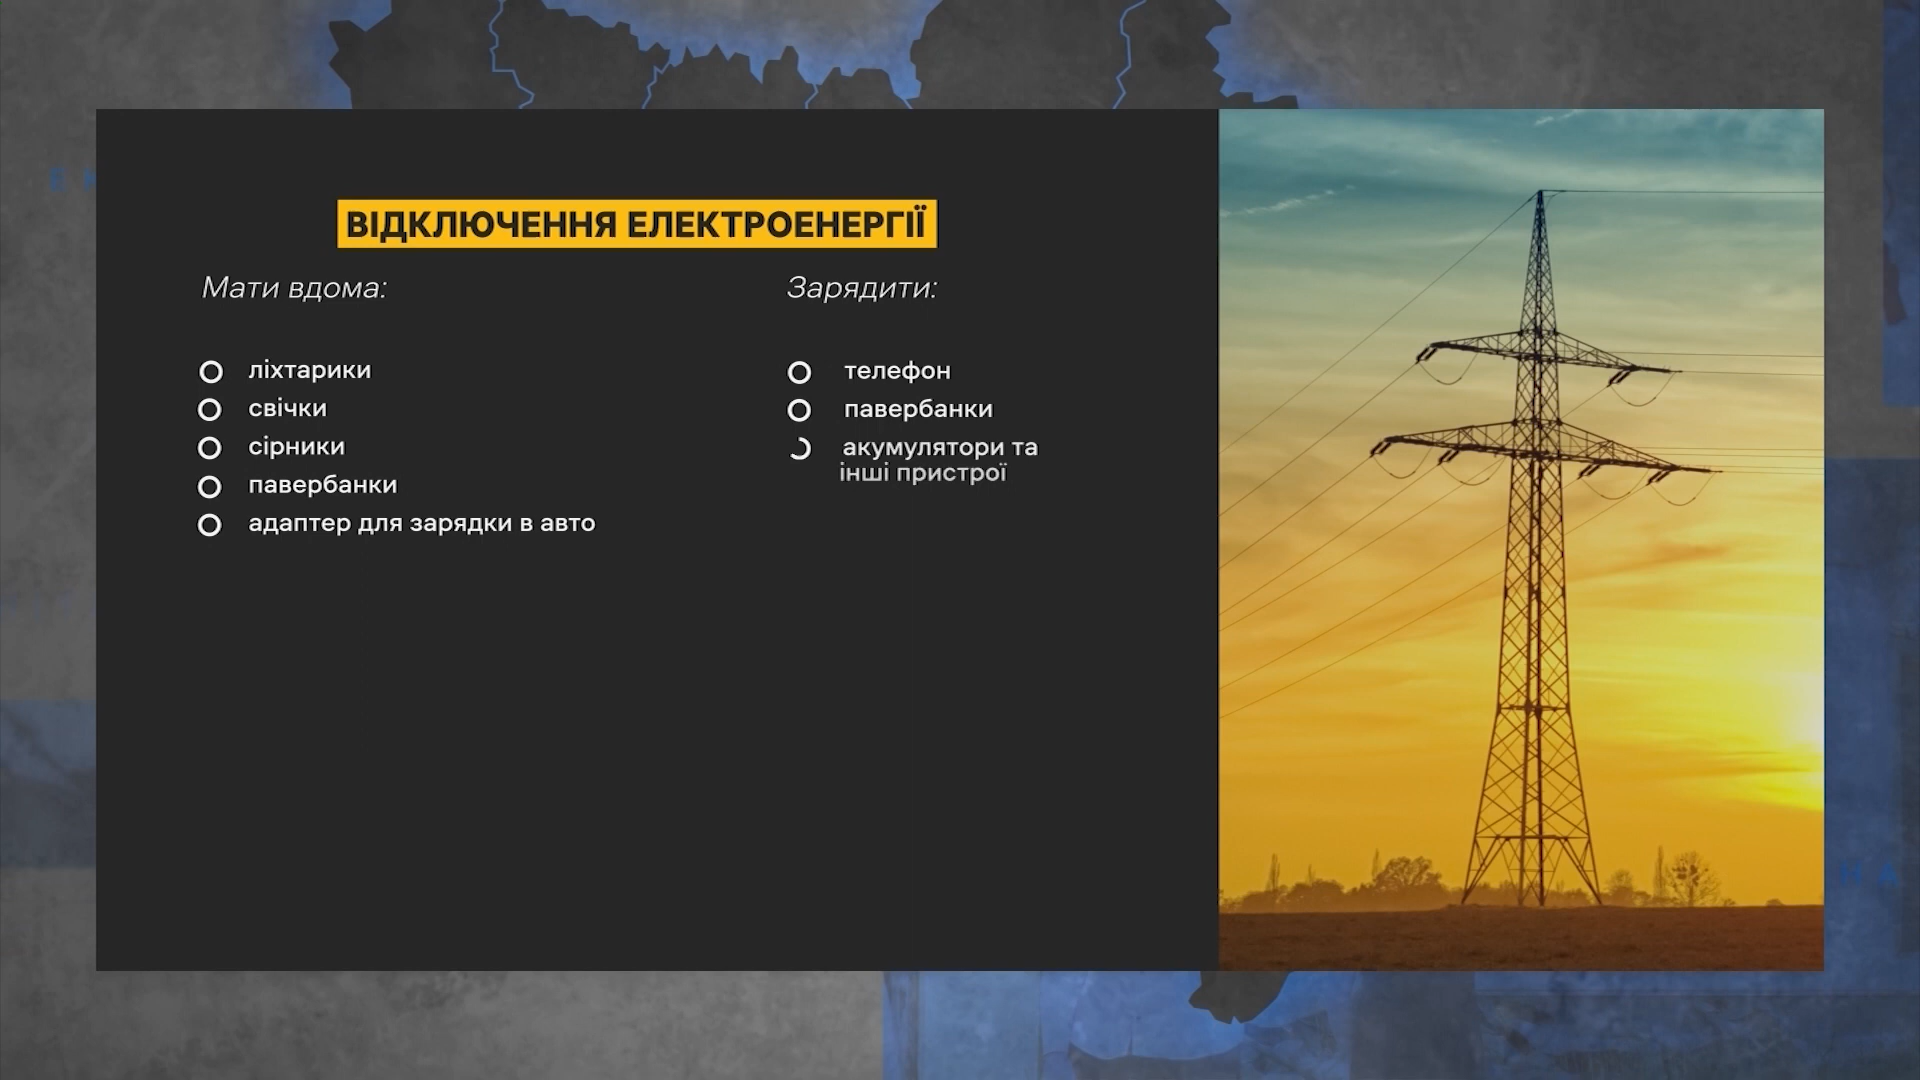 ВІДКЛЮЧЕННЯ ЕЛЕКТРОЕНЕРГІЇ
Мати вдома:
ліхтарики
свічки
сірники
павербанки
адаптер для зарядки в авто
Зарядити:
телефон
павербанки
акумулятори та
інші пристрої